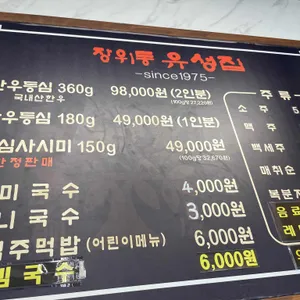 장위동 유성집
-since1975-
한우등심 360g 98,000원 (2인분)
국내산한우 (100g당 27,220원)
한우등심 180g 49,000원 (1인분)
심사시미 150g 49,000원
한정판매 (100g당 32,670원)
미국수 4,000원
니국수 3,000원
주먹밥 (어린이메뉴) 6,000원
국수 6,000원
주류
소주
맥주
백세주
매취순
복분자
음료